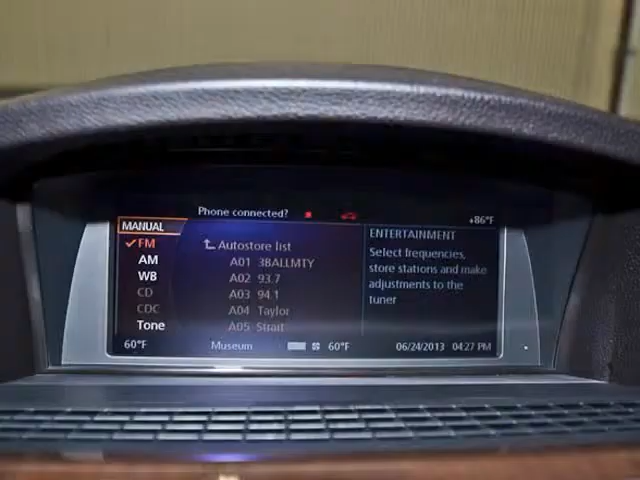 Phone connected?
+86°F
MANUAL
FM
AM
WB
CD
CDC
Tone
Autostore list
A01 3BALLMTY
A02 93.7
A03 94.1
A04 Taylor
A05 Strait
ENTERTAINMENT
Select frequencies,
store stations and make
adjustments to the
tuner
60°F Museum 60°F 06/24/2013 04:27 PM